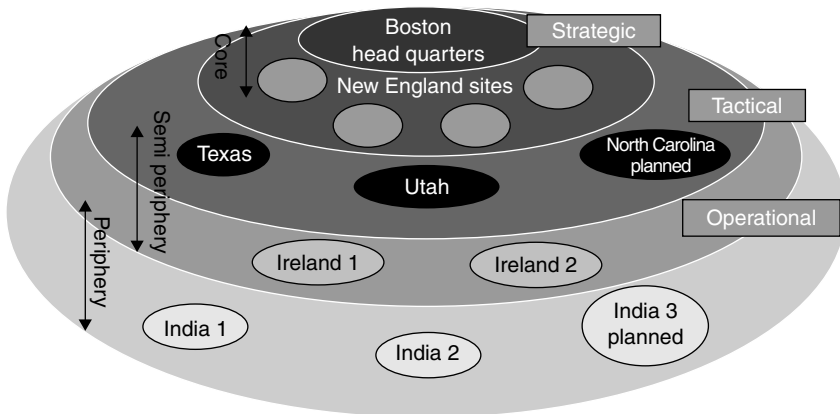 Boston
head quarters
Strategic
Core
New England sites
Tactical
Semi periphery
Texas
Utah
North Carolina
planned
Periphery
Operational
Ireland 1
Ireland 2
India 1
India 2
India 3
planned